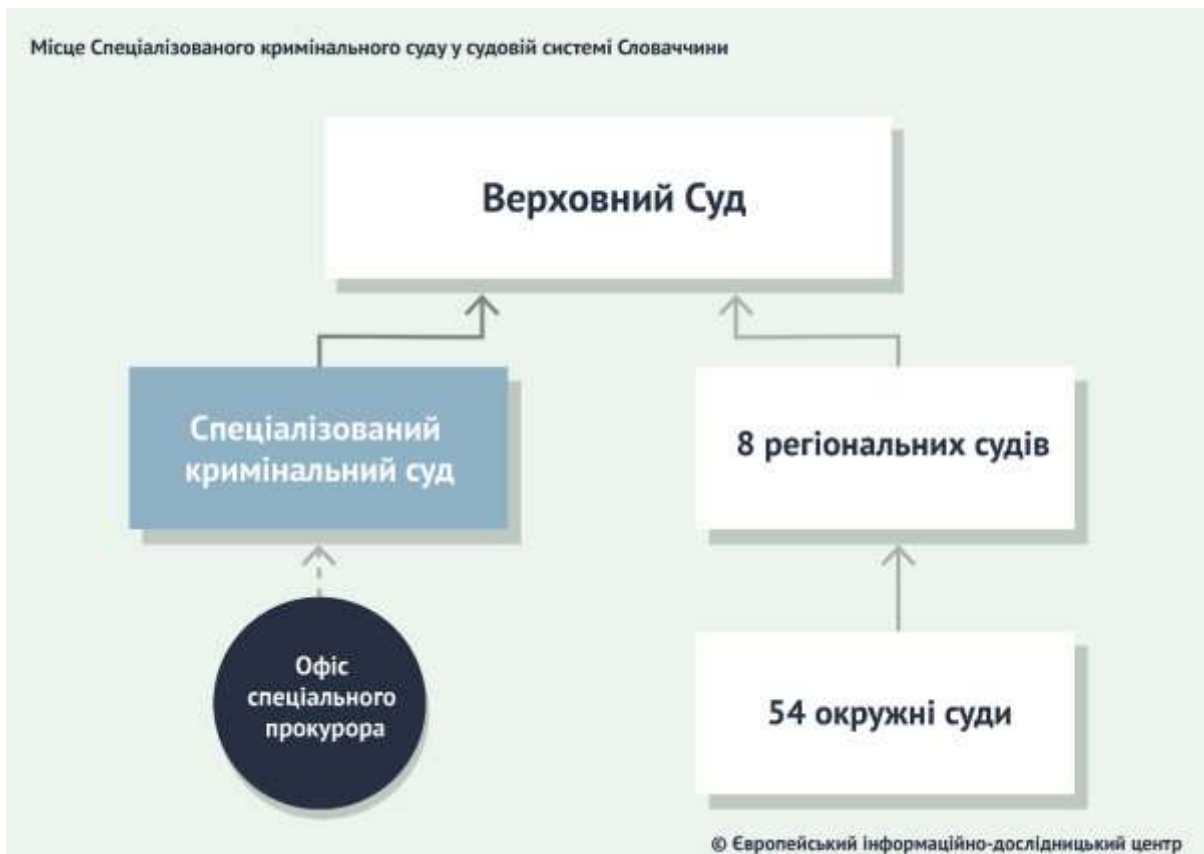 Місце Спеціалізованого кримінального суду у судовій системі Словаччини
Верховний Суд
Спеціалізований
кримінальний суд
8 регіональних судів
Офіс
спеціального
прокурора
54 окружні суди
© Європейський інформаційно-дослідницький центр